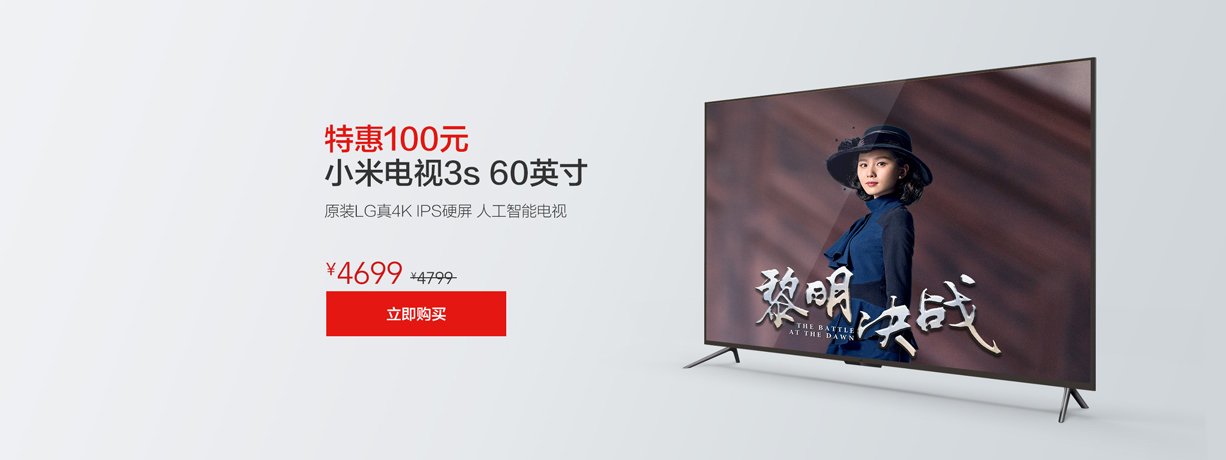 特惠100元
小米电视3s 60英寸
原装LG真4K IPS硬屏 人工智能电视
¥4699 ¥4799
立即购买
黎明
决战
THE BATTLE
AT THE DAWN